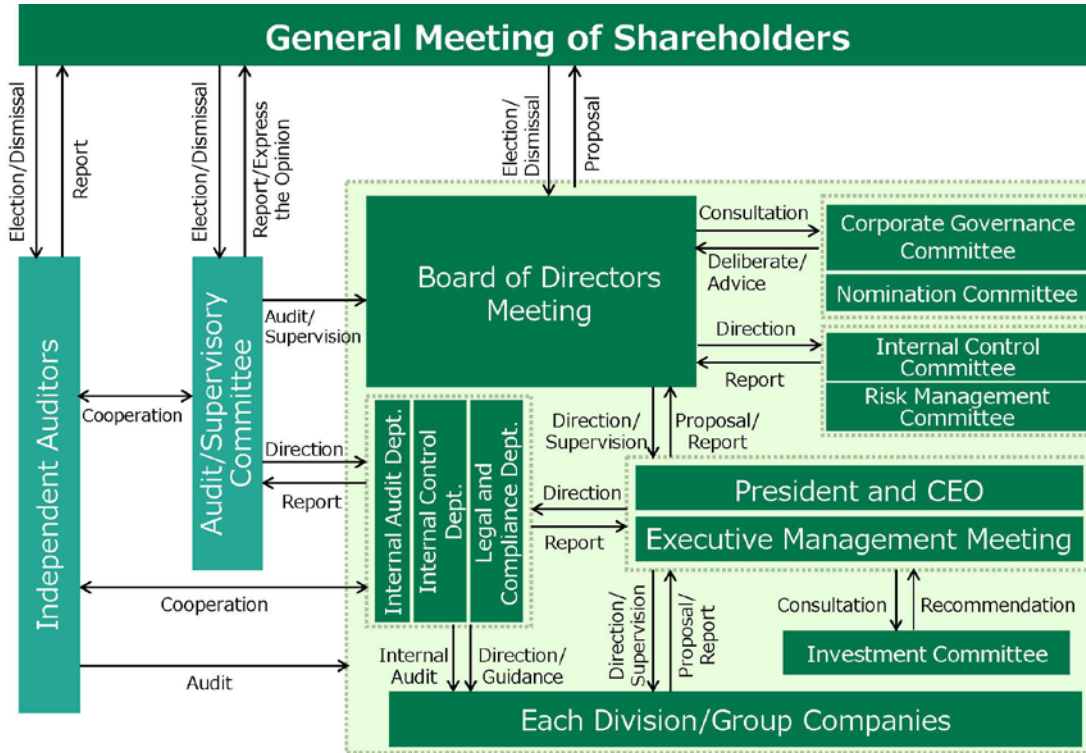 General Meeting of Shareholders
Election/Dismissal
Report
Election/Dismissal
Report/Express
the Opinion
Election/
Dismissal
Proposal
Board of Directors
Meeting
Consultation
Deliberate/
Advice
Corporate Governance
Committee
Nomination Committee
Direction
Report
Internal Control
Committee
Risk Management
Committee
Independent Auditors
Audit/Supervisory
Committee
Audit/
Supervision
Cooperation
Direction
Report
Cooperation
Audit
Internal Audit Dept.
Internal Control
Dept.
Legal and
Compliance Dept.
Direction/
Supervision
Proposal/
Report
Direction
Report
President and CEO
Executive Management Meeting
Internal
Audit
Direction/
Guidance
Direction/
Supervision
Proposal/
Report
Consultation
Recommendation
Investment Committee
Each Division/Group Companies